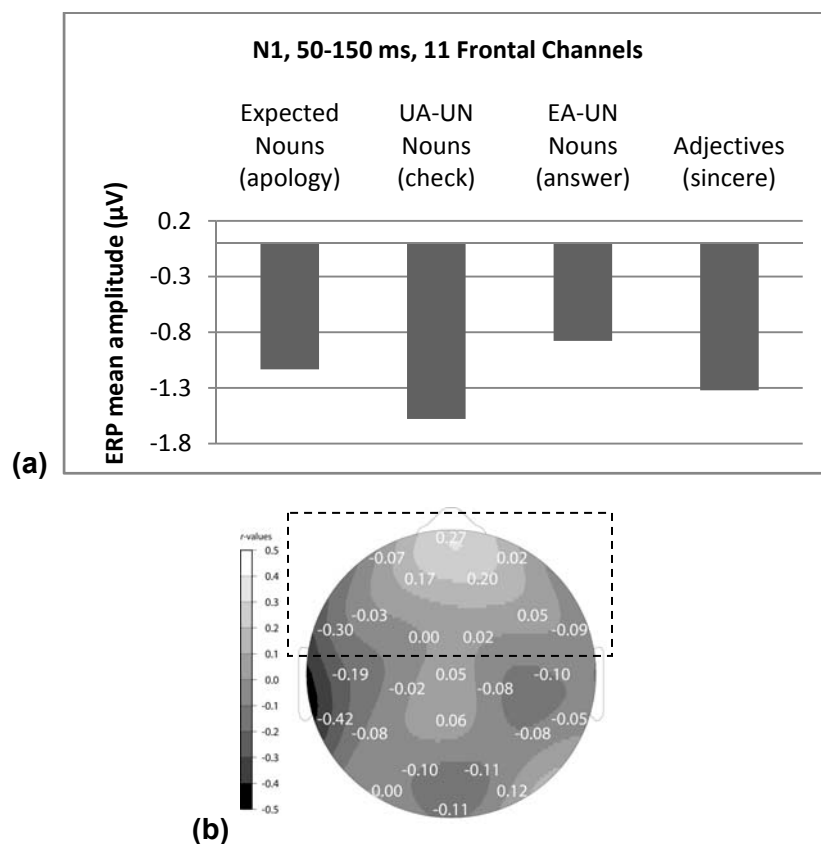 N1, 50-150 ms, 11 Frontal Channels
Expected Nouns (apology)
UA-UN Nouns (check)
EA-UN Nouns (answer)
Adjectives (sincere)
ERP mean amplitude (µV)
0.2
-0.3
-0.8
-1.3
-1.8
(a)
r-values
0.5
0.4
0.3
0.2
0.1
0.0
-0.1
-0.2
-0.3
-0.4
-0.5
0.27
-0.07 0.02
0.17 0.20
-0.03 0.05
-0.30 0.00 0.02 -0.09
-0.19 0.05 -0.10
-0.02 -0.08
-0.42 0.06 -0.05
-0.08 -0.08
-0.10 -0.11
0.00 0.12
-0.11
(b)